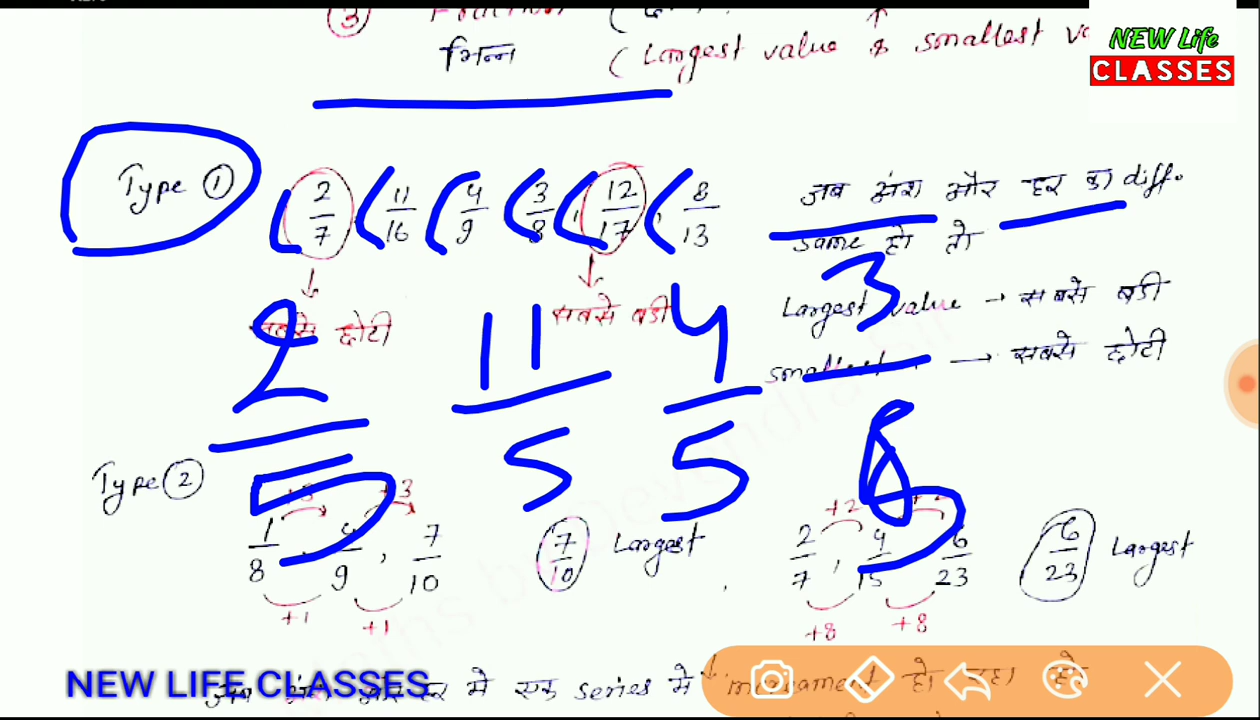 ③
भिन्न (Largest value & smallest
NEW Life
CLASSES
Type ① 2/7 , 11/16 , 4/9 , 3/8 , 12/17 , 8/13 जब अंश और हर का diff.
same हो तो
सबसे छोटी सबसे बडी Largest value → सबसे बडी
smallest → सबसे छोटी
2/5 11/5 4/5 3/8
Type ②
+3 +3 +2
1/8 , 4/9 , 7/10 7/10 Largest 2/7 , 4/15 , 6/23 6/23 Largest
+1 +1 +8 +8
NEW LIFE CLASSES
मे एक series मे increament हो रहा हो